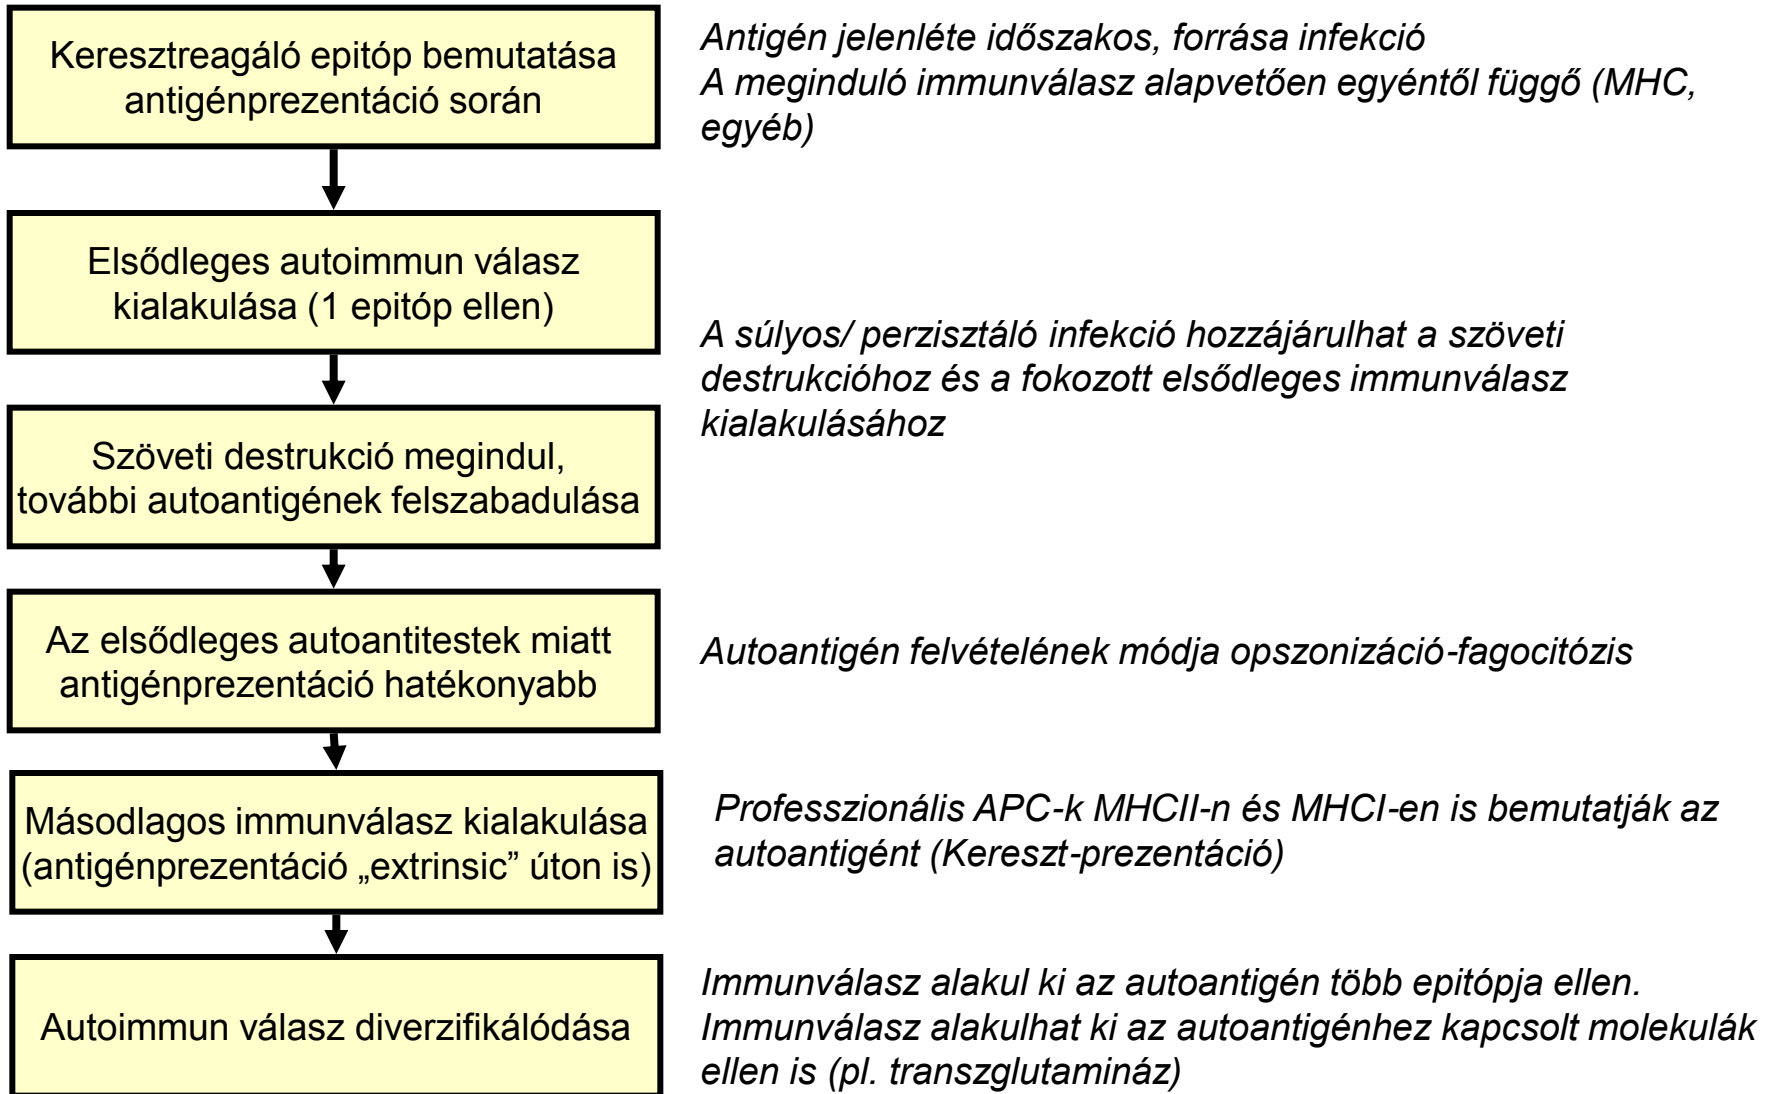 Keresztreagáló epitóp bemutatása
antigénprezentáció során
Antigén jelenléte időszakos, forrása infekció
A meginduló immunválasz alapvetően egyéntől függő (MHC,
egyéb)
Elsődleges autoimmun válasz
kialakulása (1 epitóp ellen)
A súlyos/ perzisztáló infekció hozzájárulhat a szöveti
destrukcióhoz és a fokozott elsődleges immunválasz
kialakulásához
Szöveti destrukció megindul,
további autoantigének felszabadulása
Az elsődleges autoantitestek miatt
antigénprezentáció hatékonyabb
Autoantigén felvételének módja opszonizáció-fagocitózis
Másodlagos immunválasz kialakulása
(antigénprezentáció „extrinsic” úton is)
Professzionális APC-k MHCII-n és MHCI-en is bemutatják az
autoantigént (Kereszt-prezentáció)
Autoimmun válasz diverzifikálódása
Immunválasz alakul ki az autoantigén több epitópja ellen.
Immunválasz alakulhat ki az autoantigénhez kapcsolt molekulák
ellen is (pl. transzglutamináz)